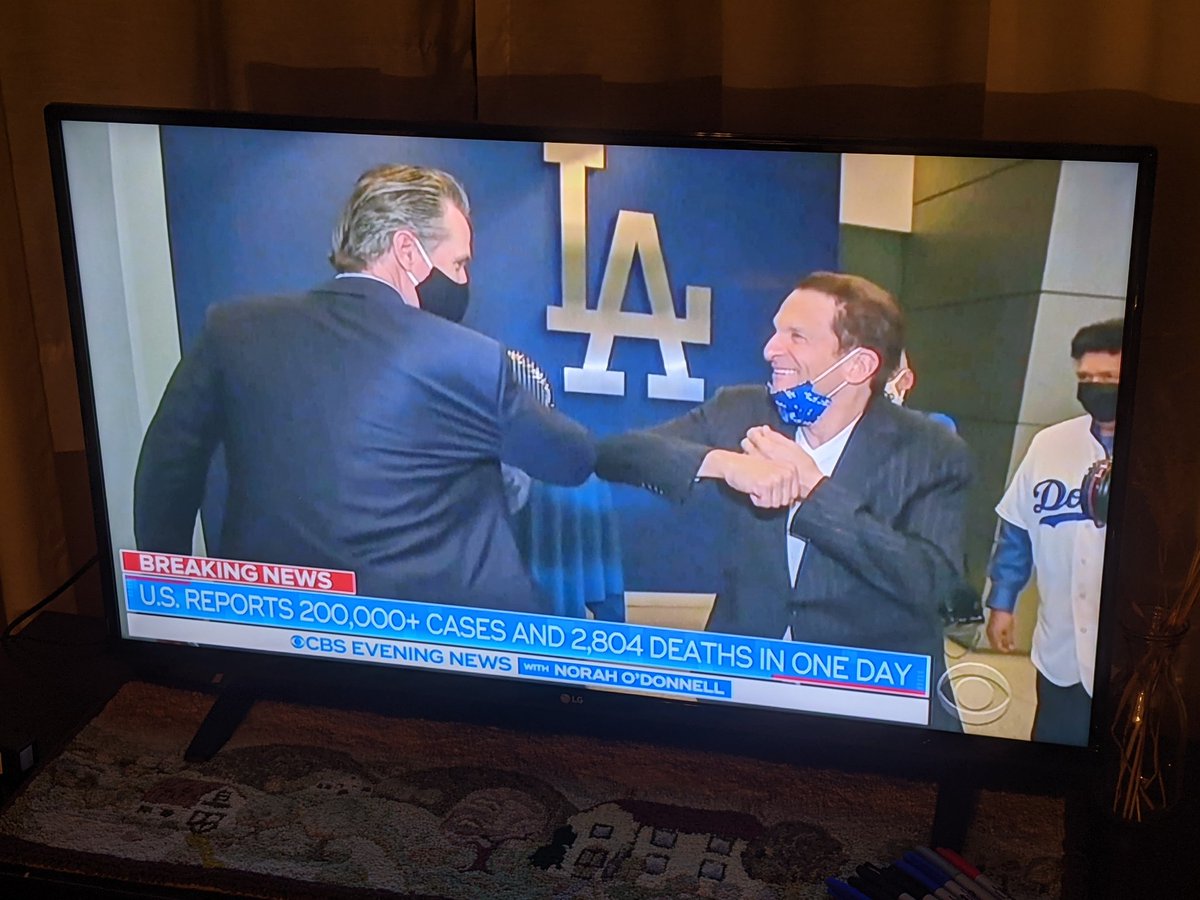 LA
Do
BREAKING NEWS
U.S. REPORTS 200,000+ CASES AND 2,804 DEATHS IN ONE DAY
CBS EVENING NEWS WITH NORAH O'DONNELL
LG